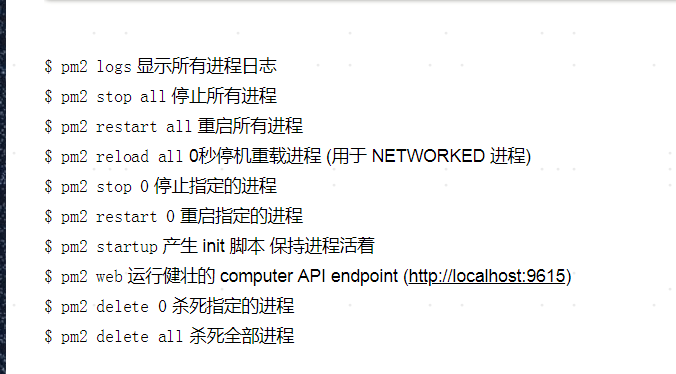 $ pm2 logs 显示所有进程日志
$ pm2 stop all 停止所有进程
$ pm2 restart all 重启所有进程
$ pm2 reload all 0秒停机重载进程 (用于 NETWORKED 进程)
$ pm2 stop 0 停止指定的进程
$ pm2 restart 0 重启指定的进程
$ pm2 startup 产生 init 脚本 保持进程活着
$ pm2 web 运行健壮的 computer API endpoint (http://localhost:9615)
$ pm2 delete 0 杀死指定的进程
$ pm2 delete all 杀死全部进程